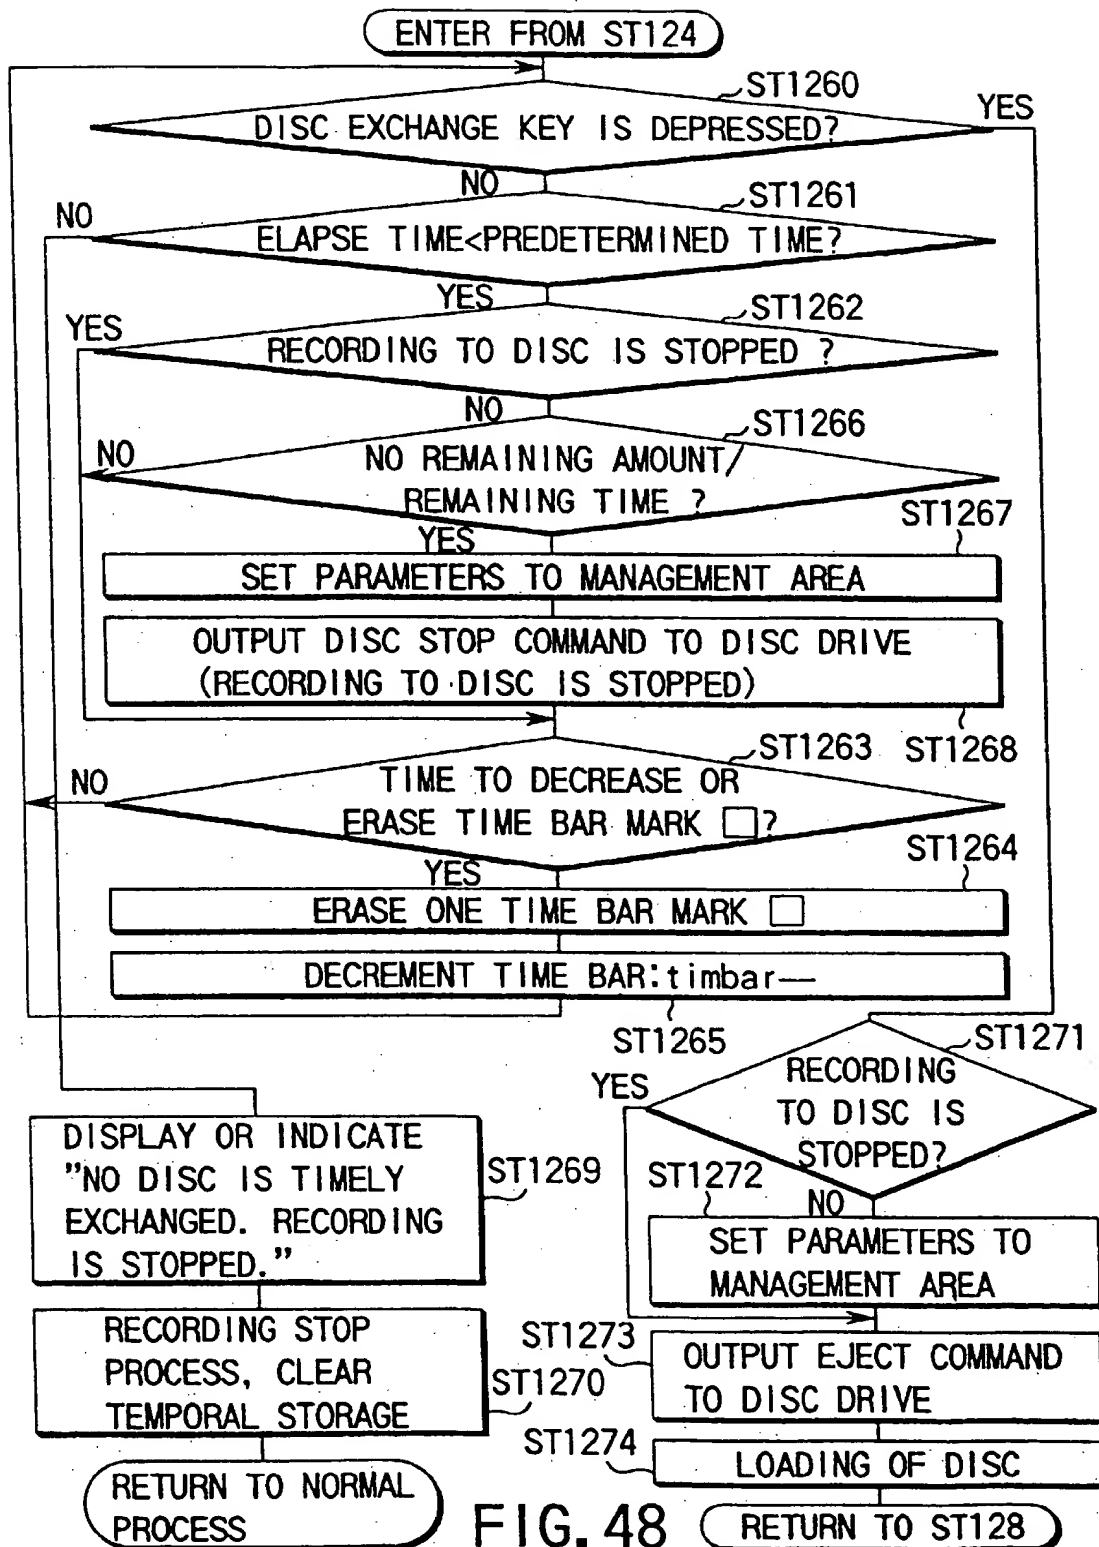 ENTER FROM ST124
ST1260
DISC EXCHANGE KEY IS DEPRESSED?
YES
NO
ST1261
NO
ELAPSE TIME<PREDETERMINED TIME?
YES
ST1262
YES
RECORDING TO DISC IS STOPPED ?
NO
ST1266
NO
NO REMAINING AMOUNT/
REMAINING TIME ?
YES
ST1267
SET PARAMETERS TO MANAGEMENT AREA
OUTPUT DISC STOP COMMAND TO DISC DRIVE
(RECORDING TO DISC IS STOPPED)
ST1268
ST1263
NO
TIME TO DECREASE OR
ERASE TIME BAR MARK □?
YES
ST1264
ERASE ONE TIME BAR MARK □
DECREMENT TIME BAR:timbar—
ST1265
ST1271
YES
RECORDING
TO DISC IS
STOPPED?
NO
ST1272
SET PARAMETERS TO
MANAGEMENT AREA
ST1273
OUTPUT EJECT COMMAND
TO DISC DRIVE
ST1274
LOADING OF DISC
RETURN TO ST128
DISPLAY OR INDICATE
"NO DISC IS TIMELY
EXCHANGED. RECORDING
IS STOPPED."
ST1269
RECORDING STOP
PROCESS, CLEAR
TEMPORAL STORAGE
ST1270
RETURN TO NORMAL
PROCESS
FIG. 48